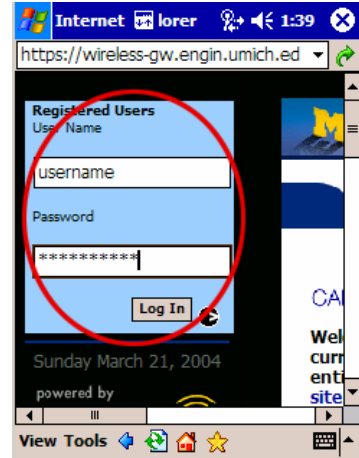 Internet lorer 1:39
https://wireless-gw.engin.umich.ed
Registered Users
User Name
username
Password
**********
Log In
Sunday March 21, 2004
powered by
M
CAI
Wel
curr
enti
site
View Tools